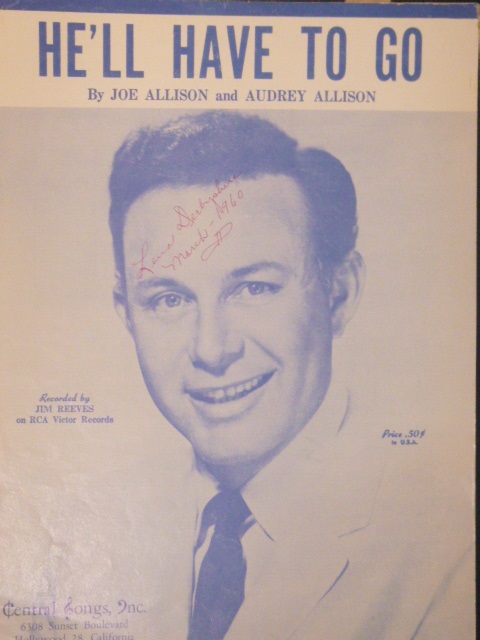 HE'LL HAVE TO GO
By JOE ALLISON and AUDREY ALLISON
March - 1960
Recorded by
JIM REEVES
on RCA Victor Records
Price .50¢
in U.S.A.
Central Songs, Inc.
6308 Sunset Boulevard
Hollywood 28, California